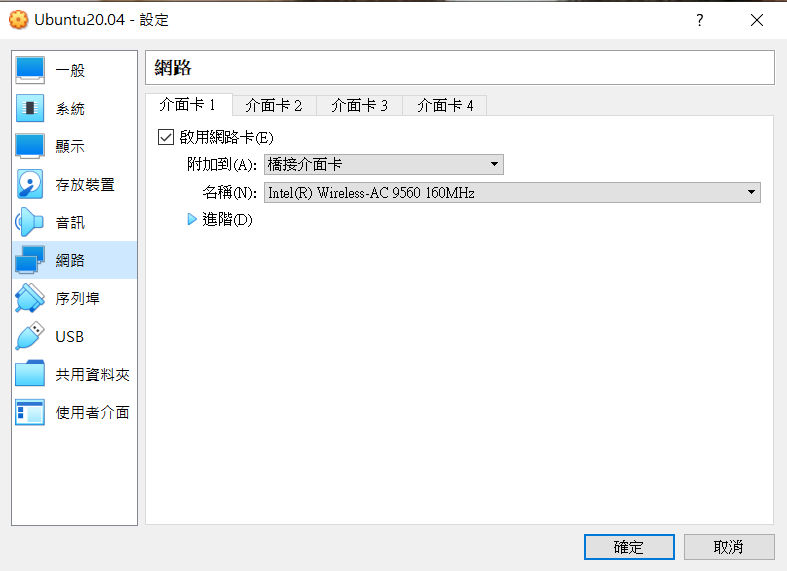 Ubuntu20.04 - 設定
?
一般
系統
顯示
存放裝置
音訊
網路
序列埠
USB
共用資料夾
使用者介面
網路
介面卡 1 介面卡 2 介面卡 3 介面卡 4
啟用網路卡(E)
附加到(A): 橋接介面卡
名稱(N): Intel(R) Wireless-AC 9560 160MHz
進階(D)
確定 取消